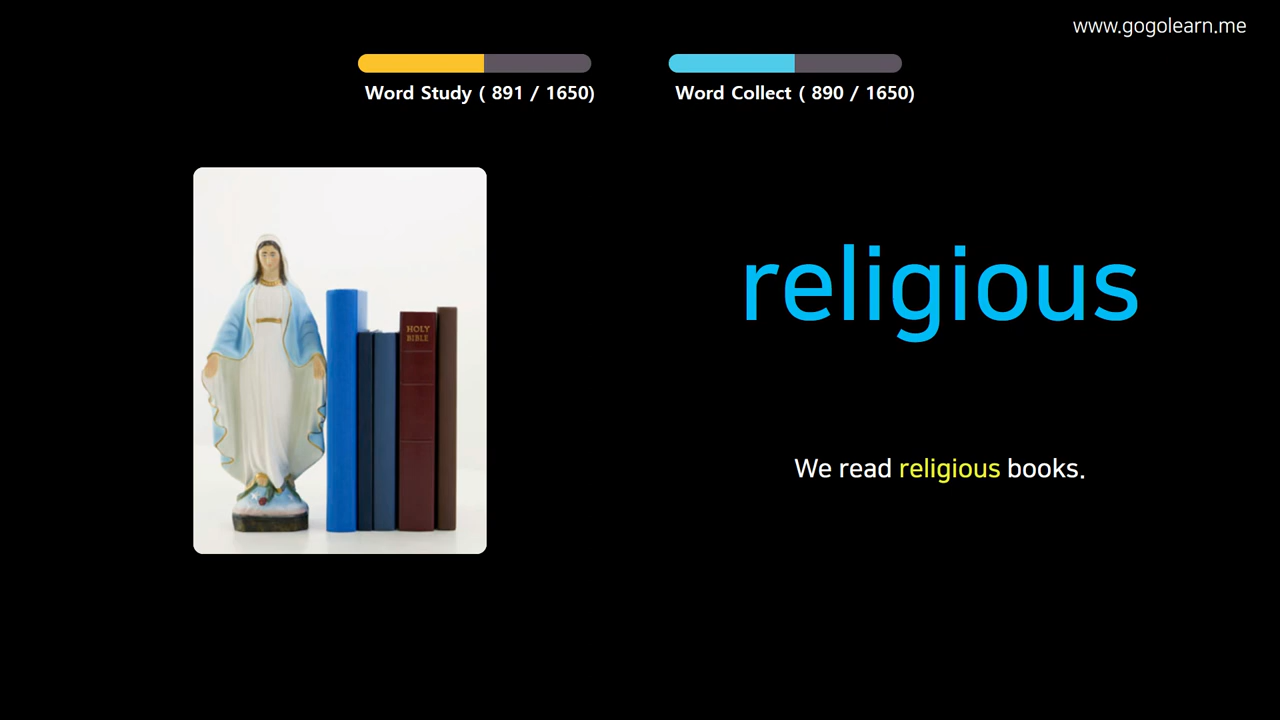 www.gogolearn.me
Word Study ( 891 / 1650)
Word Collect ( 890 / 1650)
HOLY
BIBLE
religious
We read religious books.